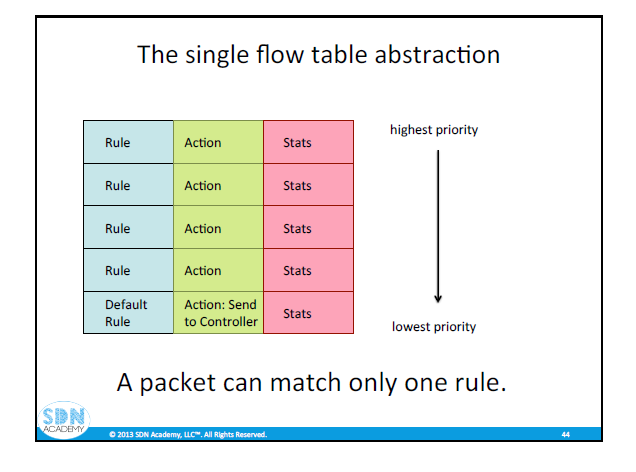 The single flow table abstraction
highest priority
Rule Action Stats
Rule Action Stats
Rule Action Stats
Rule Action Stats
Default Action: Send Stats
Rule to Controller
lowest priority
A packet can match only one rule.
SDN
ACADEMY
© 2013 SDN Academy, LLC™. All Rights Reserved.
44